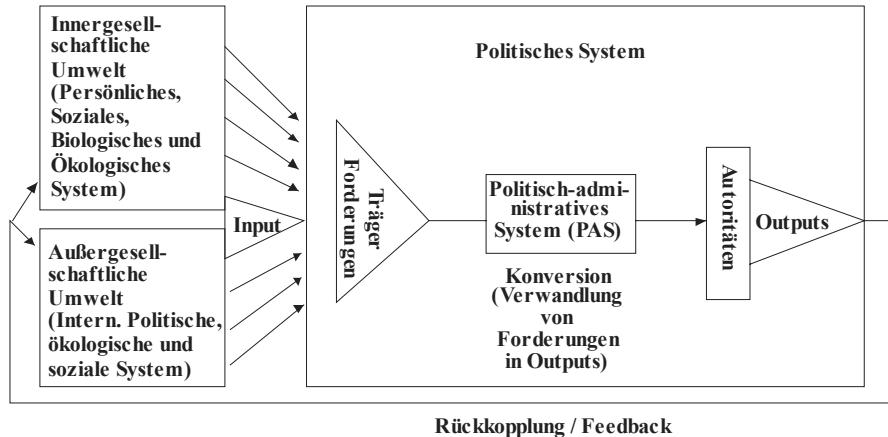 Innergesell-
schaftliche
Umwelt
(Persönliches,
Soziales,
Biologisches und
Ökologisches
System)
Außergesell-
schaftliche
Umwelt
(Intern. Politische,
ökologische und
soziale System)
Input
Politisches System
Träger
Forderungen
Politisch-admi-
nistratives
System (PAS)
Konversion
(Verwandlung
von
Forderungen
in Outputs)
Autoritäten
Outputs
Rückkopplung / Feedback